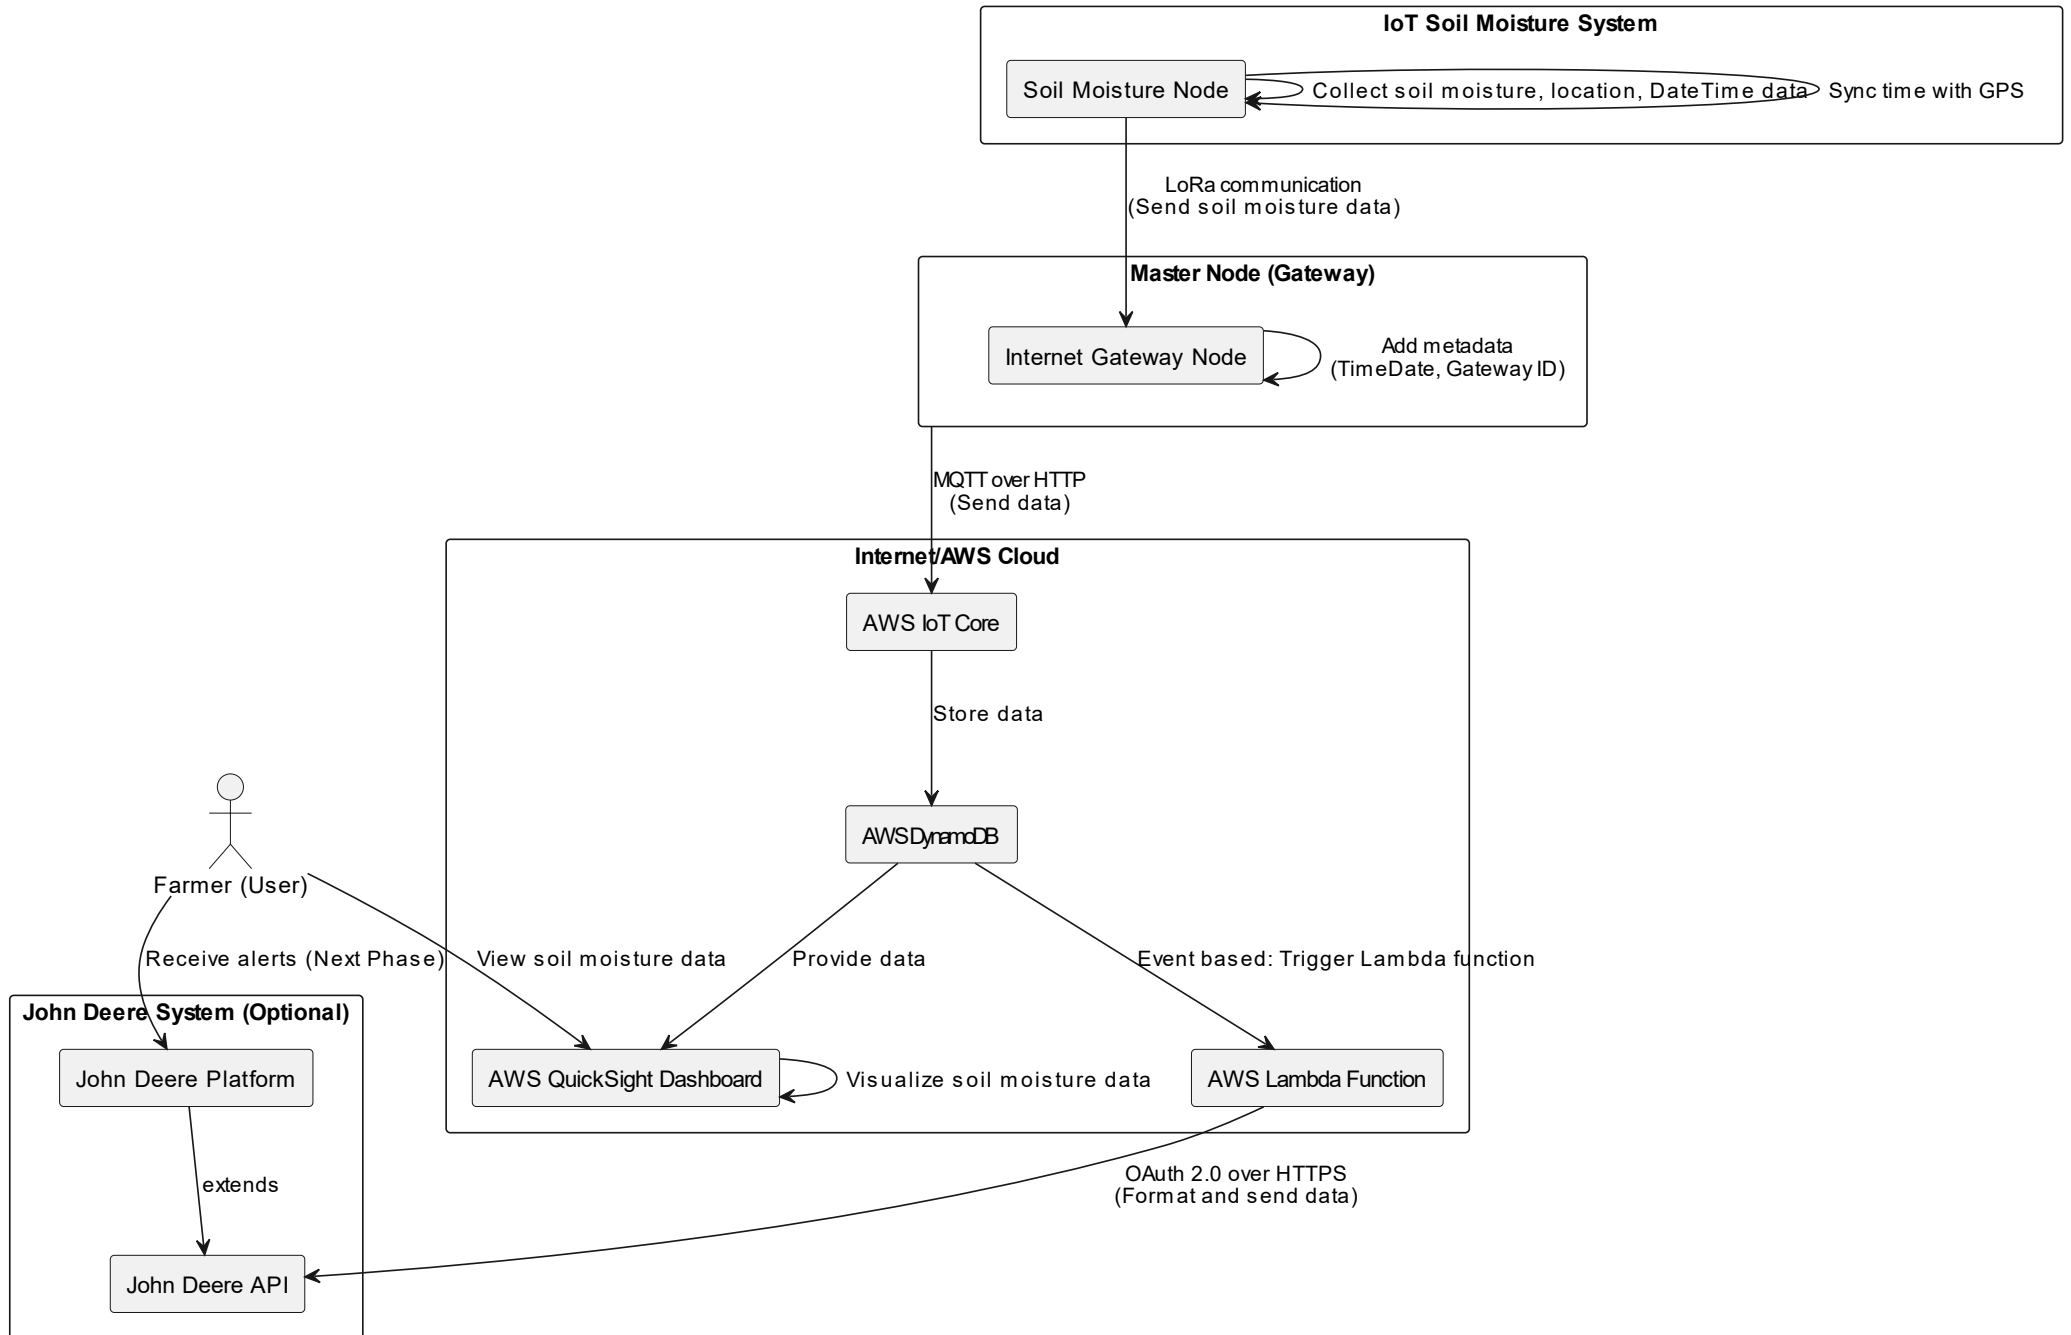 IoT Soil Moisture System
Soil Moisture Node
Collect soil moisture, location, DateTime data
Sync time with GPS
LoRa communication
(Send soil moisture data)
Master Node (Gateway)
Internet Gateway Node
Add metadata
(TimeDate, Gateway ID)
MQTT over HTTP
(Send data)
Internet/AWS Cloud
AWS IoT Core
Store data
AWS DynamoDB
Farmer (User)
Receive alerts (Next Phase)
View soil moisture data
Provide data
Event based: Trigger Lambda function
John Deere System (Optional)
John Deere Platform
AWS QuickSight Dashboard
Visualize soil moisture data
AWS Lambda Function
extends
OAuth 2.0 over HTTPS
(Format and send data)
John Deere API